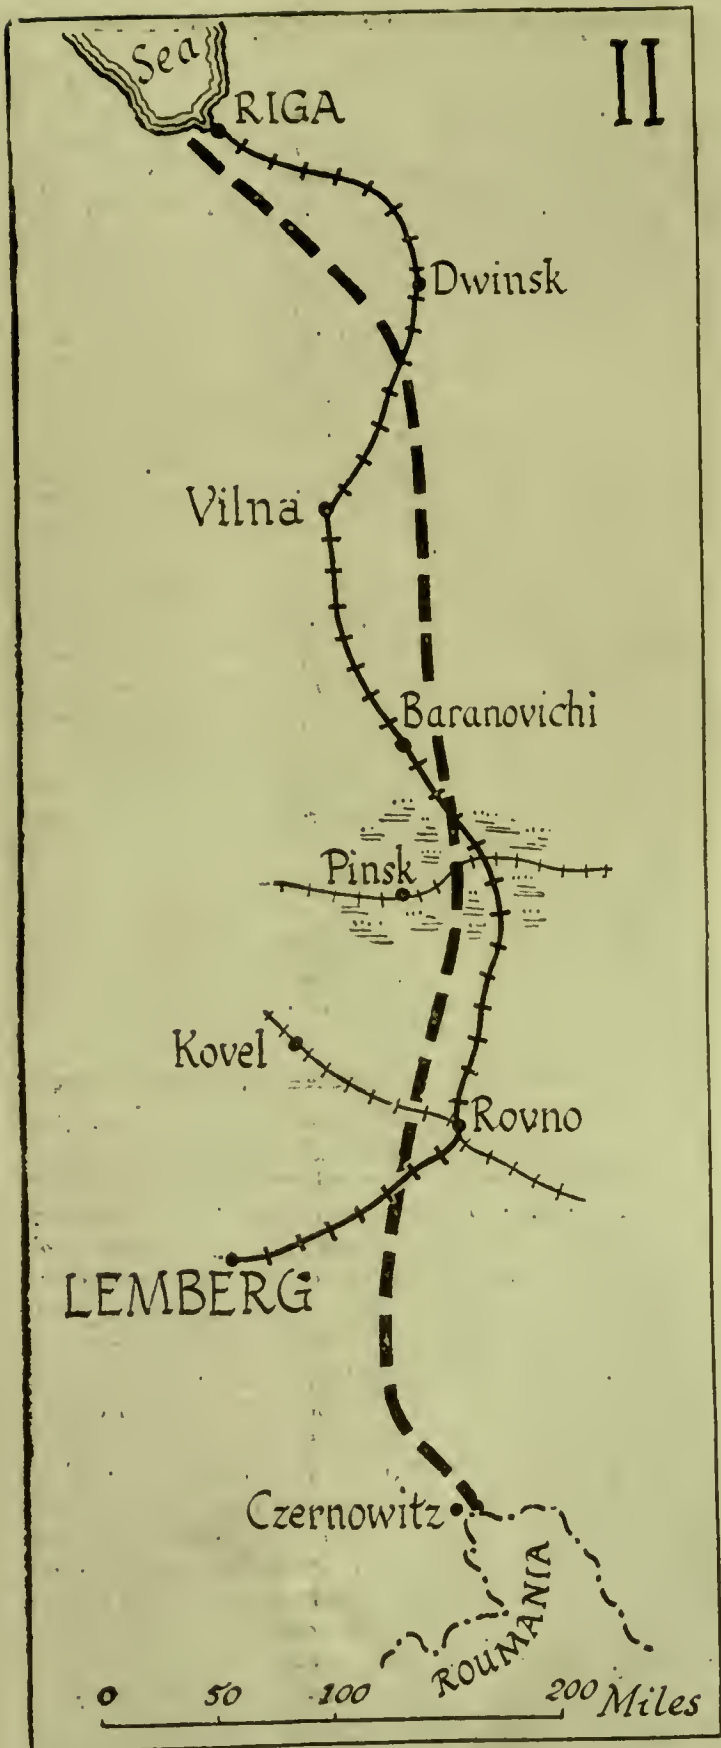 Sea
II
RIGA
Dwinsk
Vilna
Baranovichi
Pinsk
Kovel
Rovno
LEMBERG
Czernowitz
ROUMANIA
0 50 100 200 Miles